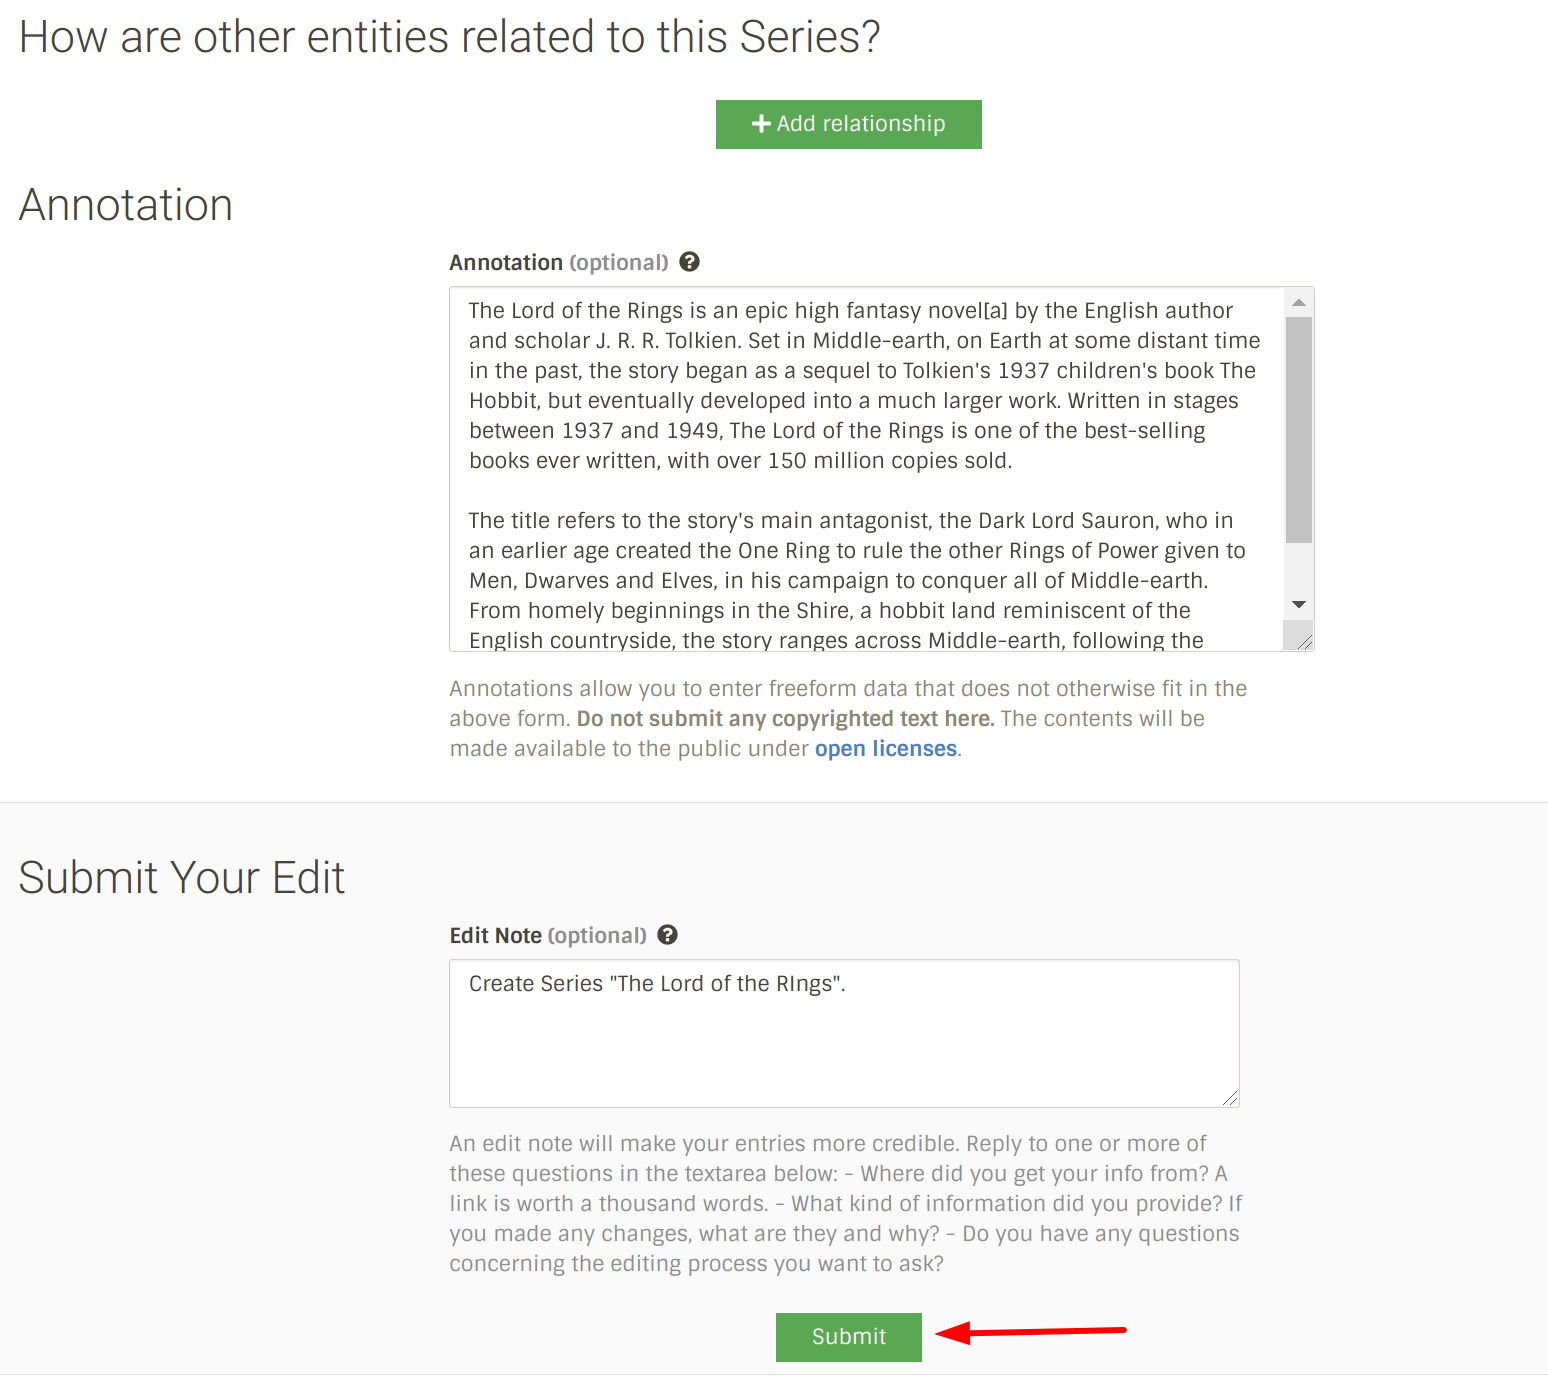 How are other entities related to this Series?
Add relationship
Annotation
Annotation (optional)
The Lord of the Rings is an epic high fantasy novel[a] by the English author
and scholar J. R. R. Tolkien. Set in Middle-earth, on Earth at some distant time
in the past, the story began as a sequel to Tolkien's 1937 children's book The
Hobbit, but eventually developed into a much larger work. Written in stages
between 1937 and 1949, The Lord of the Rings is one of the best-selling
books ever written, with over 150 million copies sold.
The title refers to the story's main antagonist, the Dark Lord Sauron, who in
an earlier age created the One Ring to rule the other Rings of Power given to
Men, Dwarves and Elves, in his campaign to conquer all of Middle-earth.
From homely beginnings in the Shire, a hobbit land reminiscent of the
English countryside, the story ranges across Middle-earth, following the
Annotations allow you to enter freeform data that does not otherwise fit in the
above form. Do not submit any copyrighted text here. The contents will be
made available to the public under open licenses.
Submit Your Edit
Edit Note (optional)
Create Series "The Lord of the RIngs".
An edit note will make your entries more credible. Reply to one or more of
these questions in the textarea below: - Where did you get your info from? A
link is worth a thousand words. - What kind of information did you provide? If
you made any changes, what are they and why? - Do you have any questions
concerning the editing process you want to ask?
Submit